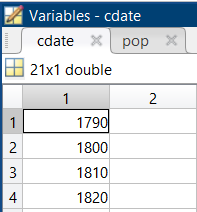 Variables - cdate
cdate pop
21x1 double
1 2
1 1790
2 1800
3 1810
4 1820